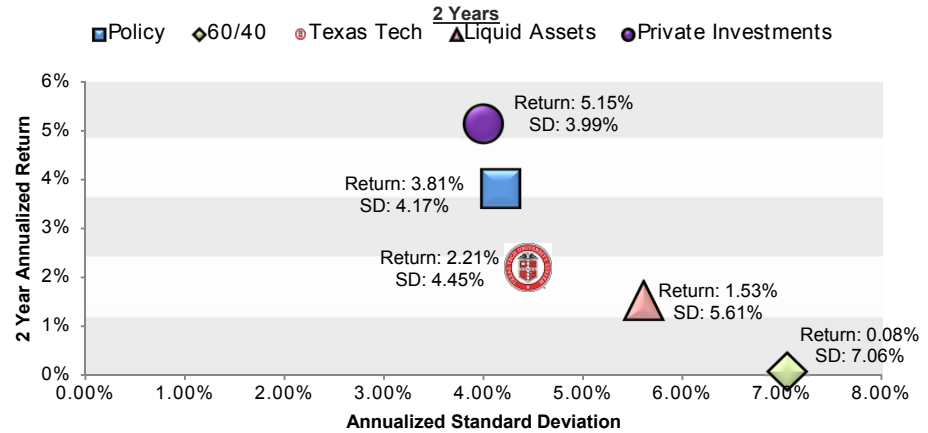 2 Years
Policy 60/40 Texas Tech Liquid Assets Private Investments
6%
5%
4%
3%
2%
1%
0%
2 Year Annualized Return
Return: 5.15%
SD: 3.99%
Return: 3.81%
SD: 4.17%
Return: 2.21%
SD: 4.45%
Return: 1.53%
SD: 5.61%
Return: 0.08%
SD: 7.06%
0.00% 1.00% 2.00% 3.00% 4.00% 5.00% 6.00% 7.00% 8.00%
Annualized Standard Deviation